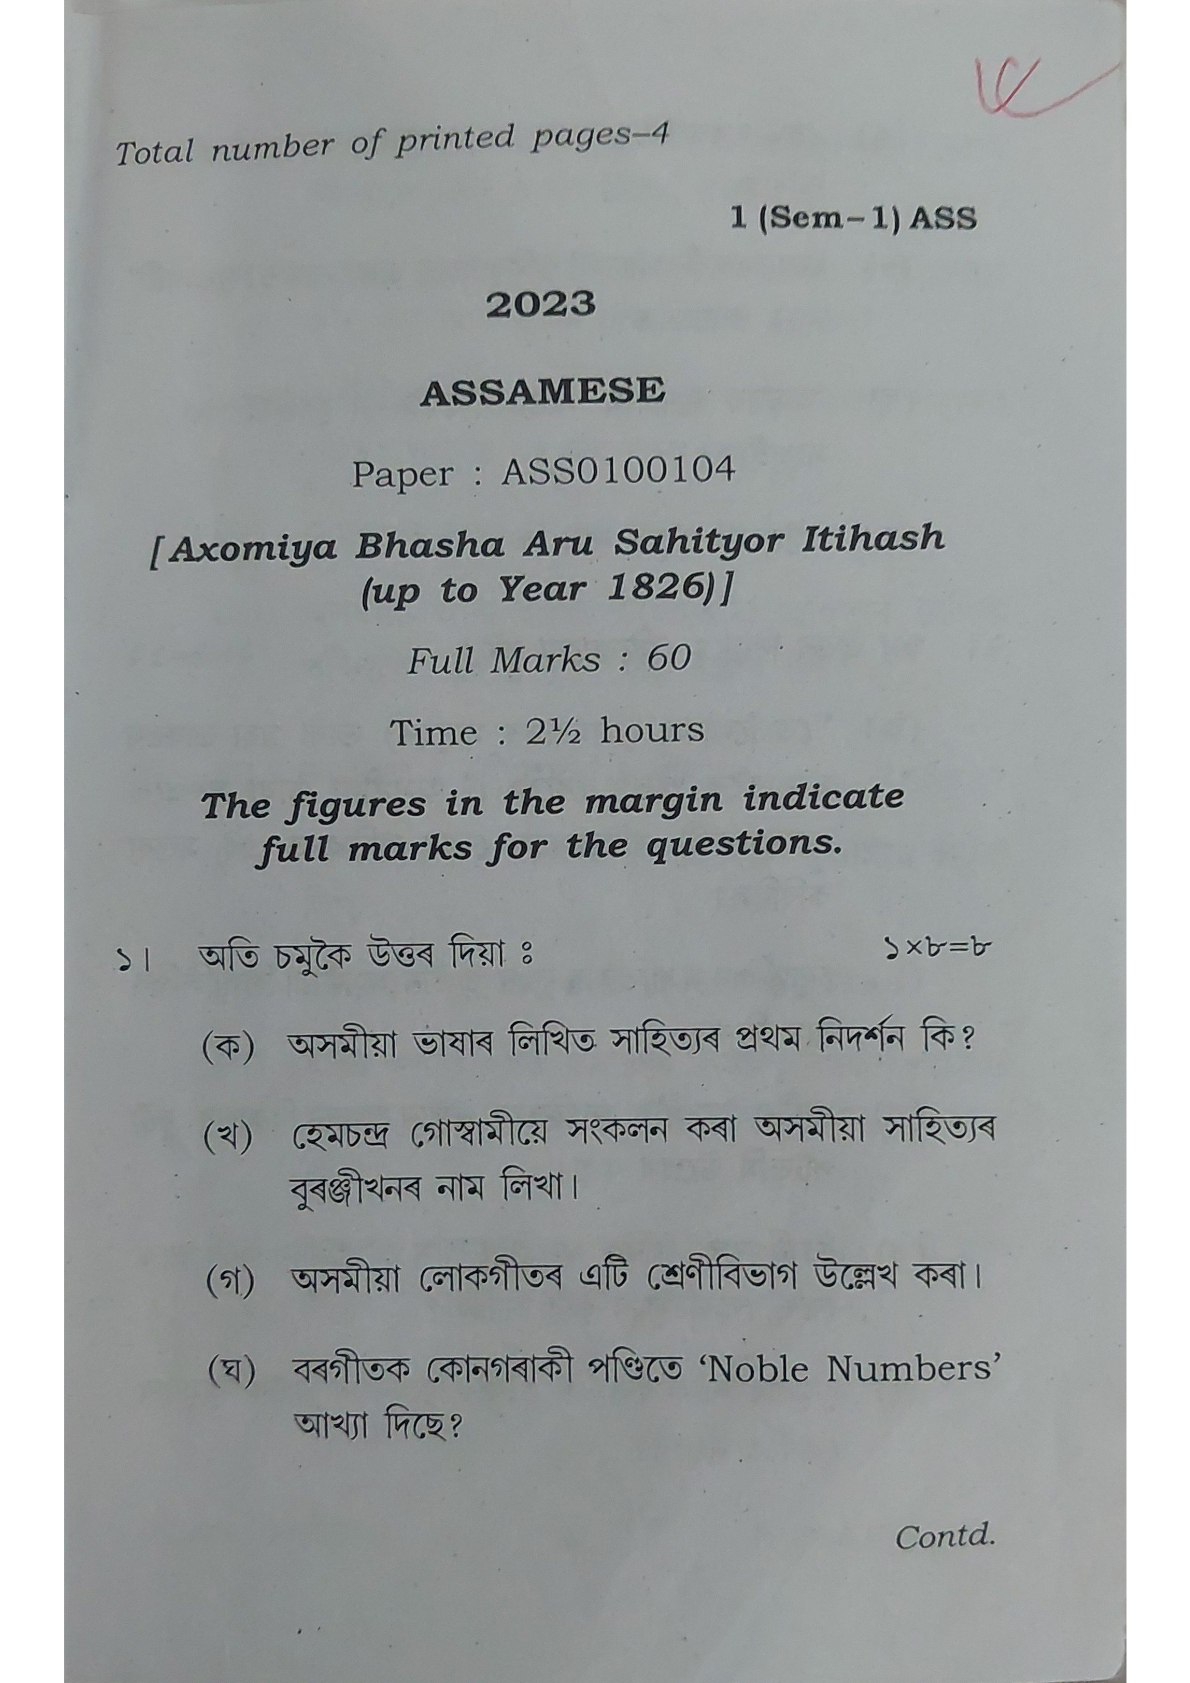 Total number of printed pages–4
1 (Sem–1) ASS
2023
ASSAMESE
Paper : ASS0100104
[Axomiya Bhasha Aru Sahityor Itihash
(up to Year 1826)]
Full Marks : 60
Time : 2½ hours
The figures in the margin indicate
full marks for the questions.
১। অতি চমুকৈ উত্তৰ দিয়া ঃ ১×৮=৮
(ক) অসমীয়া ভাষাৰ লিখিত সাহিত্যৰ প্ৰথম নিদৰ্শন কি?
(খ) হেমচন্দ্ৰ গোস্বামীয়ে সংকলন কৰা অসমীয়া সাহিত্যৰ
বুৰঞ্জীখনৰ নাম লিখা।
(গ) অসমীয়া লোকগীতৰ এটি শ্ৰেণীবিভাগ উল্লেখ কৰা।
(ঘ) বৰগীতক কোনগৰাকী পণ্ডিতে ‘Noble Numbers’
আখ্যা দিছে?
Contd.